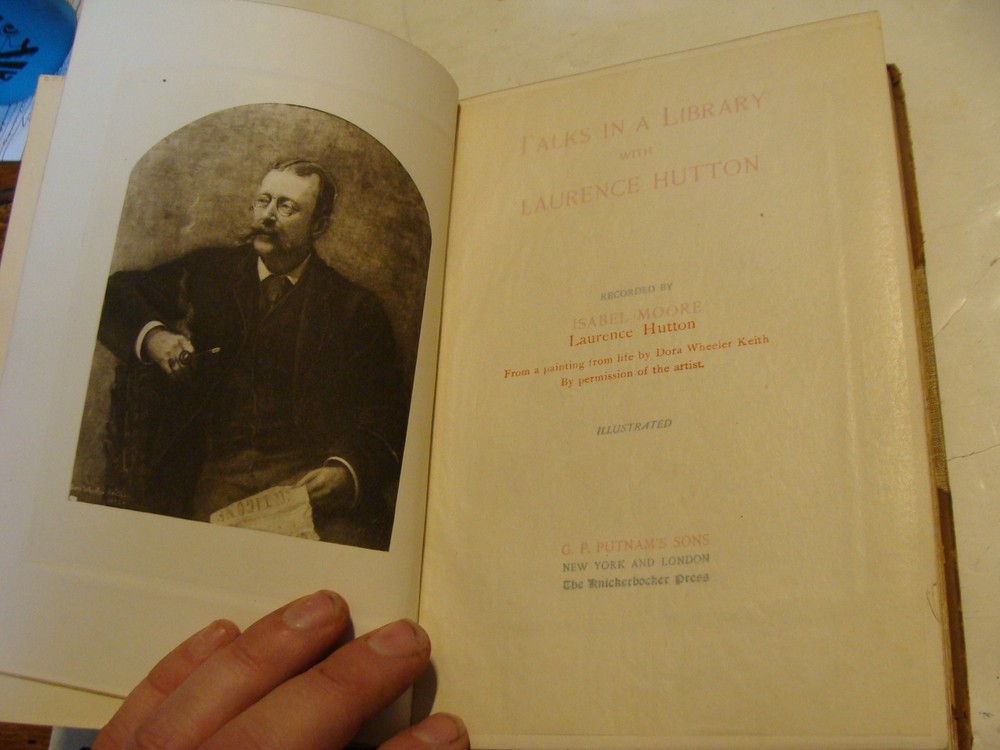 TALKS IN A LIBRARY
WITH
LAURENCE HUTTON
RECORDED BY
ISABEL MOORE
Laurence Hutton
From a painting from life by Dora Wheeler Keith
By permission of the artist.
ILLUSTRATED
G. P. PUTNAM'S SONS
NEW YORK AND LONDON
The Knickerbocker Press